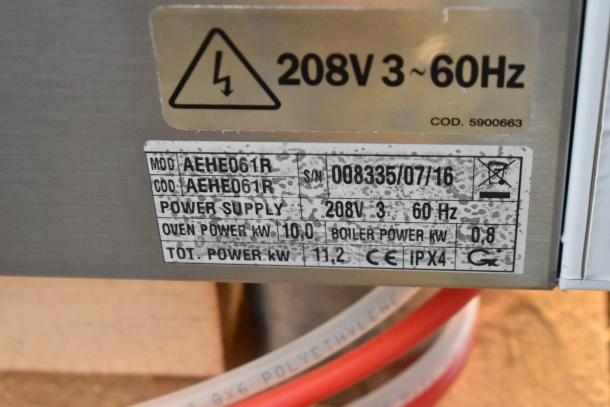 208V 3~60Hz
COD. 5900663
MOD AEHE061R S/N 008335/07/16
COD AEHE061R
POWER SUPPLY 208V 3 60 Hz
OVEN POWER kW 10,0 BOILER POWER kW 0,8
TOT. POWER kW 11,2 CE IPX4
8X6 POLYETHYLENE